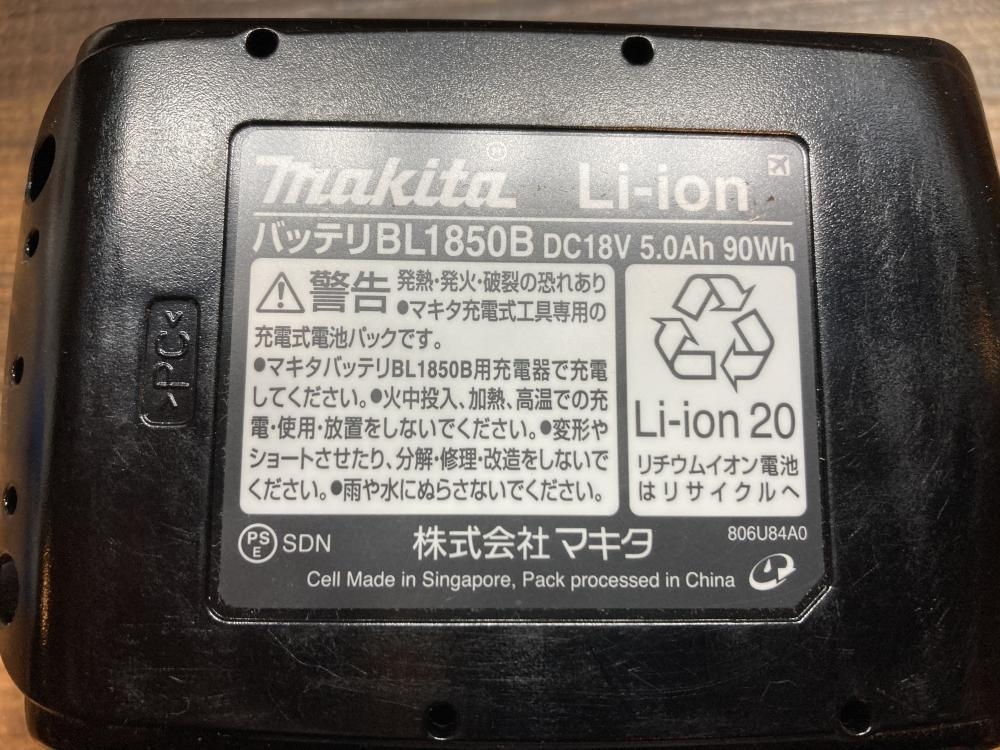 makita® Li-ion
バッテリBL1850B DC18V 5.0Ah 90Wh
警告 発熱・発火・破裂の恐れあり
●マキタ充電式工具専用の
充電式電池パックです。
●マキタバッテリBL1850B用充電器で充電
してください。●火中投入、加熱、高温での充
電・使用・放置をしないでください。●変形や
ショートさせたり、分解・修理・改造をしないで
ください。●雨や水にぬらさないでください。
Li-ion 20
リチウムイオン電池
はリサイクルへ
PS E SDN
株式会社 マキタ
806U84A0
Cell Made in Singapore, Pack processed in China
>PC<